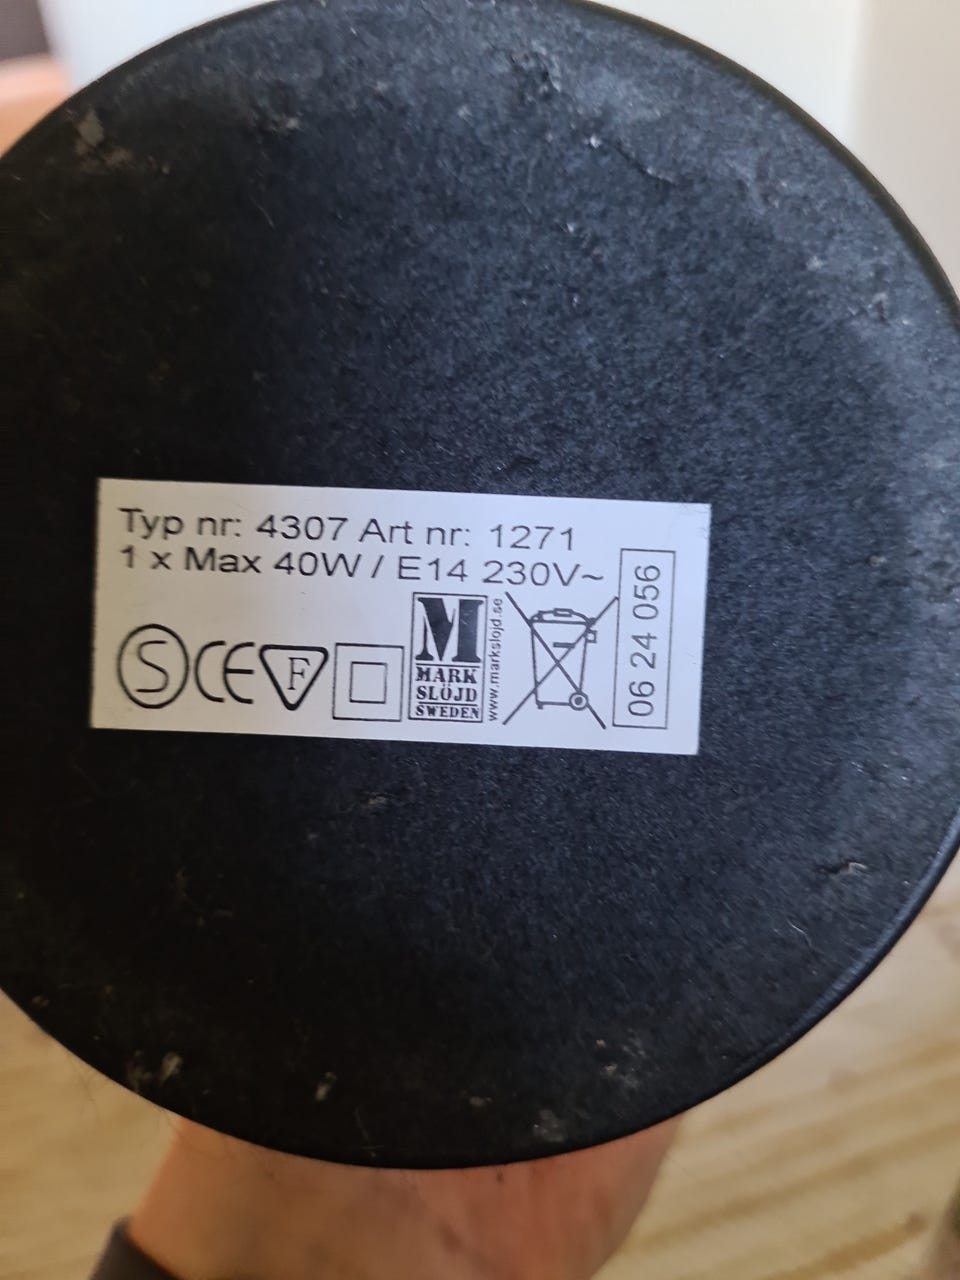 Typ nr: 4307 Art nr: 1271
1 x Max 40W / E14 230V~
S CE F
M
MARK
SLÖJD
SWEDEN
www.markslojd.se
06 24 056